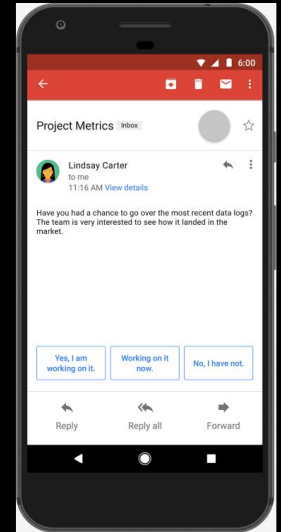 6:00
Project Metrics Inbox
Lindsay Carter
to me
11:16 AM View details
Have you had a chance to go over the most recent data logs?
The team is very interested to see how it landed in the
market.
Yes, I am
working on it.
Working on it
now.
No, I have not.
Reply
Reply all
Forward